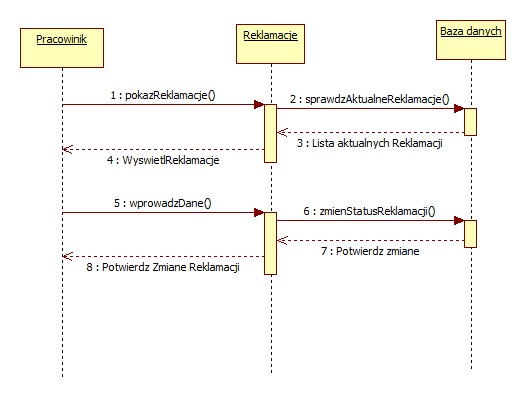 Pracowinik
Reklamacje
Baza danych
1 : pokazReklamacje()
2 : sprawdzAktualneReklamacje()
3 : Lista aktualnych Reklamacji
4 : WyswietlReklamacje
5 : wprowadzDane()
6 : zmienStatusReklamacji()
7 : Potwierdz zmiane
8 : Potwierdz Zmiane Reklamacji